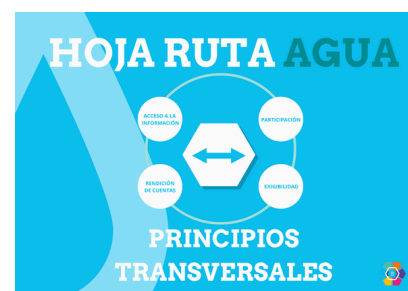 HOJA RUTA AGUA
ACCESO A LA
INFORMACIÓN
PARTICIPACIÓN
RENDICIÓN
DE CUENTAS
EXIGIBILIDAD
PRINCIPIOS
TRANSVERSALES